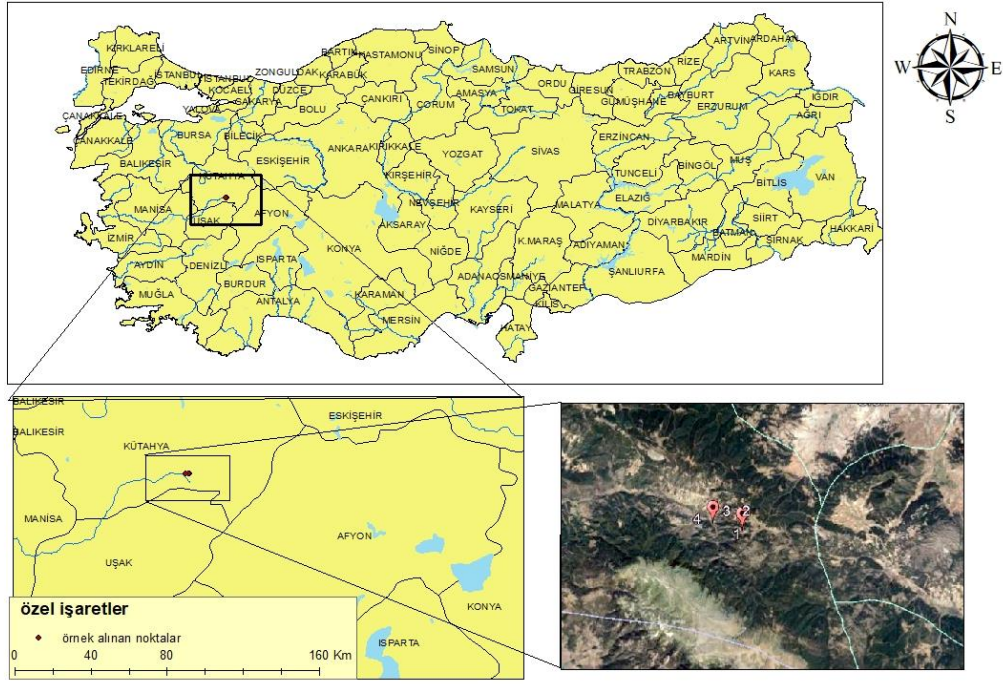 N
W
E
S
KIRKLARELİ
EDİRNE
TEKİRDAĞ
İSTANBUL
İSTANBUL
KOCAELİ
YALOVA
SAKARYA
DÜZCE
ZONGULDAK
BARTIN
KARABÜK
KASTAMONU
SİNOP
SAMSUN
ORDU
GİRESUN
TRABZON
RİZE
ARTVİN
ARDAHAN
KARS
IĞDIR
AĞRI
BAYBURT
GÜMÜŞHANE
ERZURUM
ERZİNCAN
TOKAT
AMASYA
ÇORUM
ÇANKIRI
BOLU
ÇANAKKALE
ÇANAKKALE
BURSA
BİLECİK
BALIKESİR
ESKİŞEHİR
ANKARA
KIRIKKALE
YOZGAT
SİVAS
TUNCELİ
BİNGÖL
MUŞ
VAN
BİTLİS
ELAZIĞ
MALATYA
KIRŞEHİR
NEVŞEHİR
KAYSERİ
KÜTAHYA
MANİSA
UŞAK
AFYON
AKSARAY
DİYARBAKIR
BATMAN
SİİRT
ŞIRNAK
HAKKARİ
İZMİR
KONYA
NİĞDE
K.MARAŞ
ADIYAMAN
MARDİN
ŞANLIURFA
AYDIN
DENİZLİ
ISPARTA
BURDUR
MUĞLA
ANTALYA
KARAMAN
MERSİN
ADANA
OSMANİYE
GAZİANTEF
KİLİS
HATAY
BALIKESİR
BALIKESİR
KÜTAHYA
ESKİŞEHİR
MANİSA
UŞAK
AFYON
KONYA
ISPARTA
özel işaretler
örnek alınan noktalar
0 40 80 160 Km
4 3 2
1